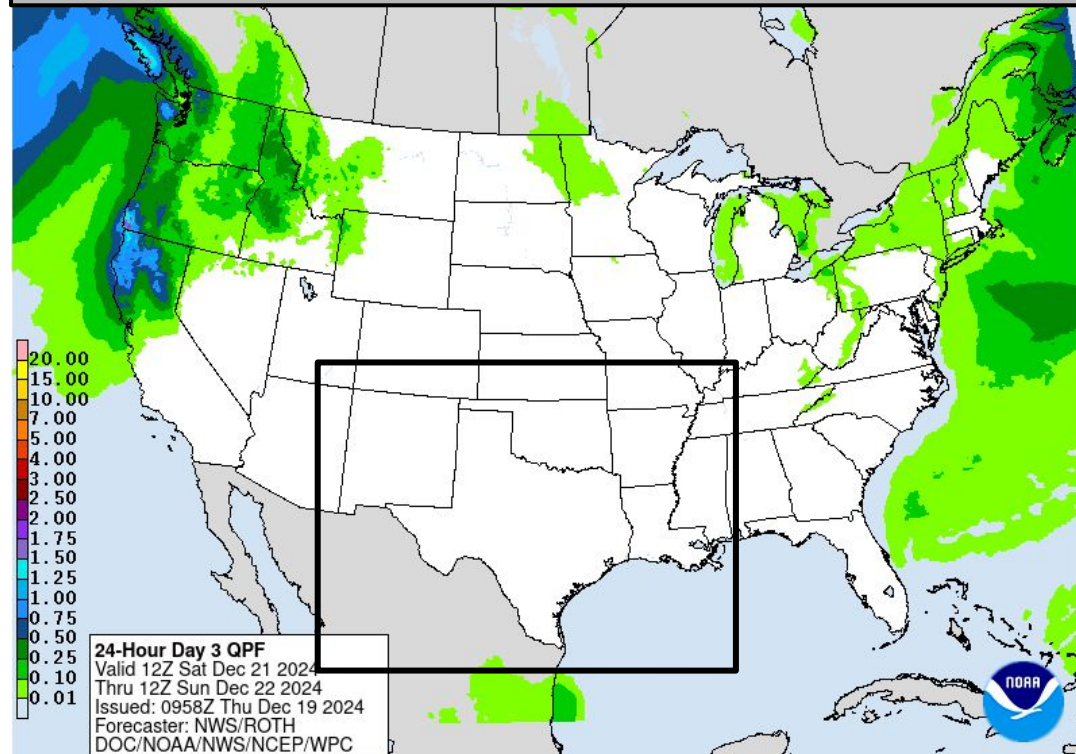 20.00
15.00
10.00
7.00
5.00
4.00
3.00
2.50
2.00
1.75
1.50
1.25
1.00
0.75
0.50
0.25
0.10
0.01
24-Hour Day 3 QPF
Valid 12Z Sat Dec 21 2024
Thru 12Z Sun Dec 22 2024
Issued: 0958Z Thu Dec 19 2024
Forecaster: NWS/ROTH
DOC/NOAA/NWS/NCEP/WPC
NOAA